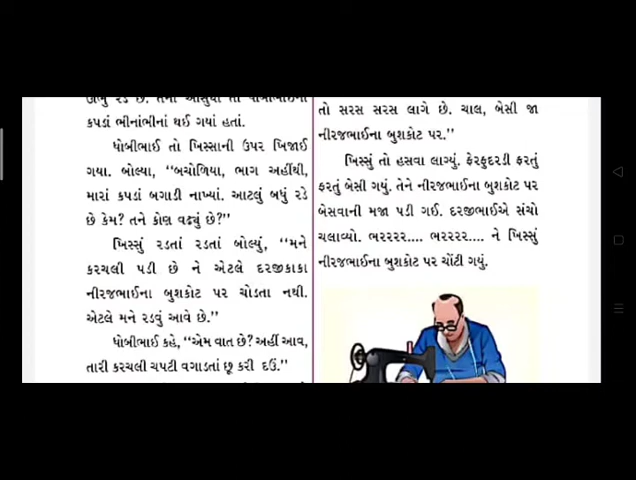 કપડાં ભીનાંભીનાં થઈ ગયાં હતાં.
ધોબીભાઈ તો ખિસ્સાની ઉપર ખિજાઈ
ગયા. બોલ્યા, ‘‘બચોળિયા, ભાગ અહીંથી,
મારાં કપડાં બગાડી નાખ્યાં. આટલું બધું રડે
છે કેમ? તને કોણ વઢ્યું છે?’’
ખિસ્સું રડતાં રડતાં બોલ્યું, ‘‘મને
કરચલી પડી છે ને એટલે દરજીકાકા
નીરજભાઈના બુશકોટ પર ચોડતા નથી.
એટલે મને રડવું આવે છે.’’
ધોબીભાઈ કહે, ‘‘એમ વાત છે? અહીં આવ,
તારી કરચલી ચપટી વગાડતાં છૂ કરી દઉં.’’
તો સરસ સરસ લાગે છે. ચાલ, બેસી જા
નીરજભાઈના બુશકોટ પર.’’
ખિસ્સું તો હસવા લાગ્યું. ફેરફુદરડી ફરતું
ફરતું બેસી ગયું. તેને નીરજભાઈના બુશકોટ પર
બેસવાની મજા પડી ગઈ. દરજીભાઈએ સંચો
ચલાવ્યો. ભરરરર.... ભરરરર.... ને ખિસ્સું
નીરજભાઈના બુશકોટ પર ચોંટી ગયું.